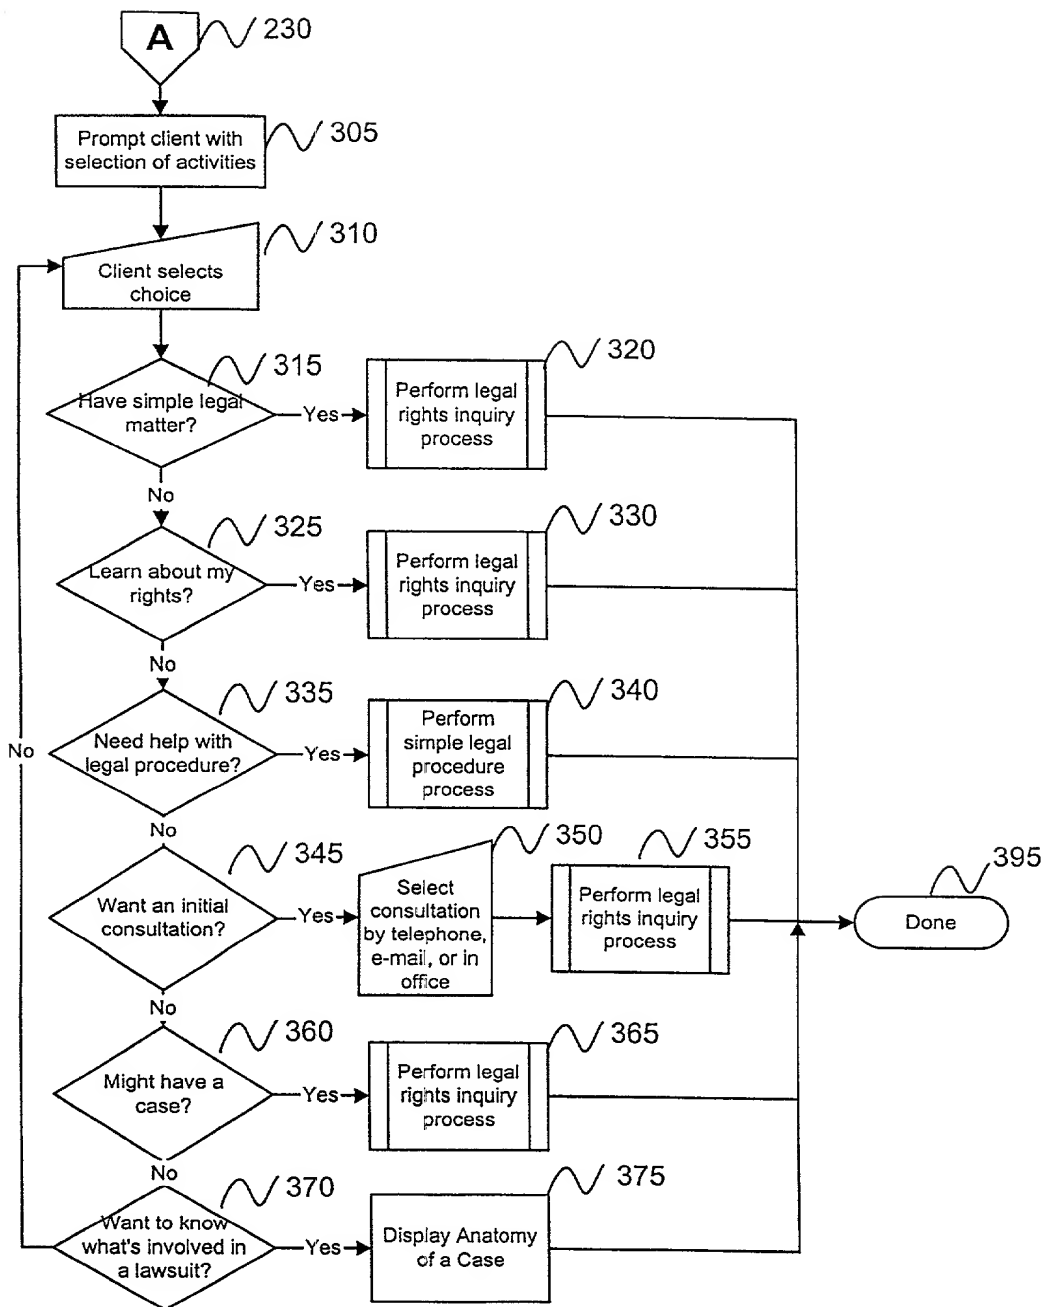 A
230
Prompt client with
selection of activities
305
Client selects
choice
310
Have simple legal
matter?
315
Yes
Perform legal
rights inquiry
process
320
No
Learn about my
rights?
325
Yes
Perform legal
rights inquiry
process
330
No
Need help with
legal procedure?
335
Yes
Perform
simple legal
procedure
process
340
No
No
Want an initial
consultation?
345
Yes
Select
consultation
by telephone,
e-mail, or in
office
350
Perform legal
rights inquiry
process
355
Done
395
No
Might have a
case?
360
Yes
Perform legal
rights inquiry
process
365
No
Want to know
what's involved in
a lawsuit?
370
Yes
Display Anatomy
of a Case
375